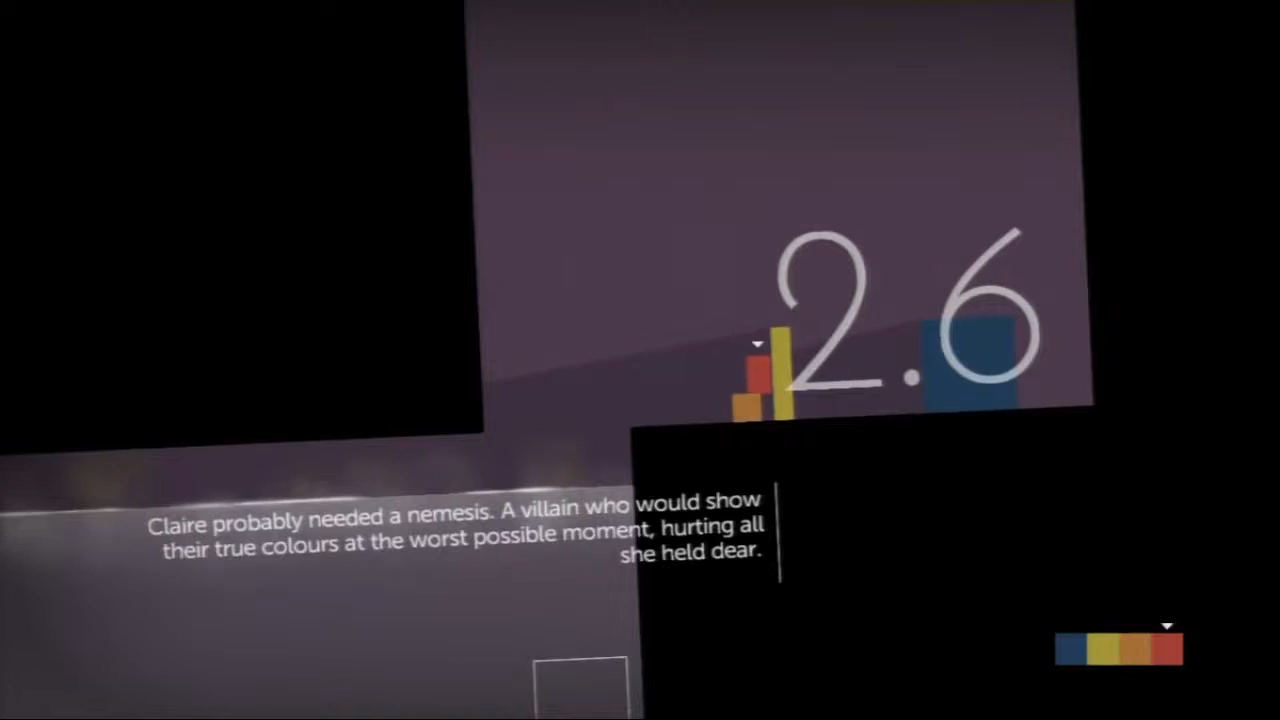 2.6
Claire probably needed a nemesis. A villain who would show
their true colours at the worst possible moment, hurting all
she held dear.